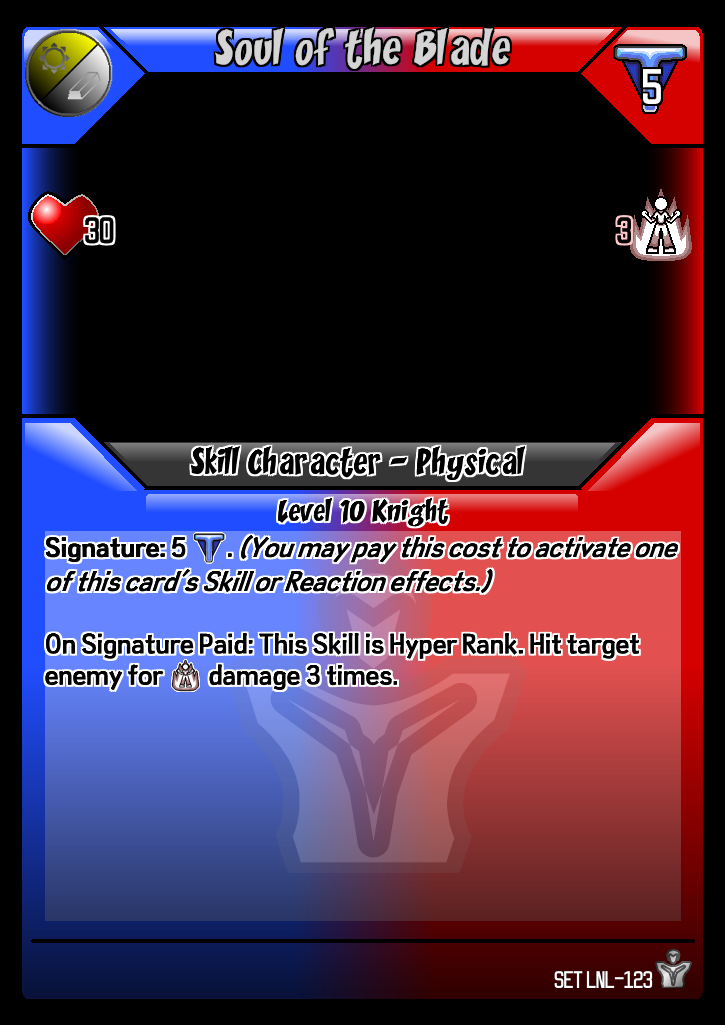 Soul of the Blade
5
30
3
Skill Character - Physical
Level 10 Knight
Signature: 5 . (You may pay this cost to activate one
of this card's Skill or Reaction effects.)
On Signature Paid: This Skill is Hyper Rank. Hit target
enemy for damage 3 times.
SET LNL-123